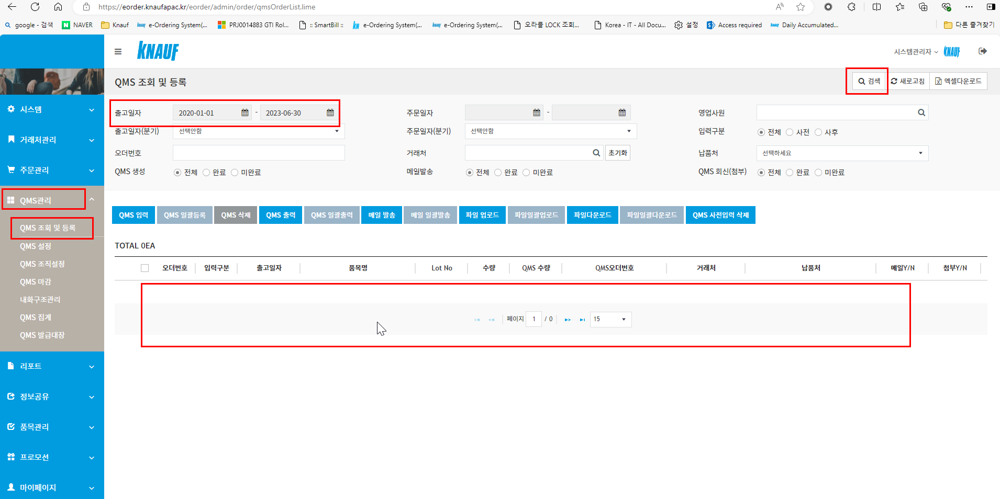 https://eorder.knaufapac.kr/eorder/admin/order/qmsOrderList.lime
google - 검색 NAVER Knauf e-Ordering System(... PRJ0014883 GTI Rol... :: SmartBill :: e-Ordering System(... e-Ordering System(... 오라클 LOCK 조회... Korea - IT - All Docu... 설정 Access required Daily Accumulated... 다른 즐겨찾기
KNAUF 시스템관리자 KNAUF
QMS 조회 및 등록 검색 새로고침 엑셀다운로드
출고일자 2020-01-01 - 2023-06-30 주문일자 - 영업사원
출고일자(분기) 선택안함 주문일자(분기) 선택안함 입력구분 전체 사전 사후
오더번호 거래처 초기화 납품처 선택하세요
QMS 생성 전체 완료 미완료 메일발송 전체 완료 미완료 QMS 회신(첨부) 전체 완료 미완료
QMS 입력 QMS 일괄등록 QMS 삭제 QMS 출력 QMS 일괄출력 메일 발송 메일 일괄발송 파일 업로드 파일일괄업로드 파일다운로드 파일일괄다운로드 QMS 사전입력 삭제
TOTAL 0EA
오더번호 입력구분 출고일자 품목명 Lot No 수량 QMS 수량 QMS오더번호 거래처 납품처 메일Y/N 첨부Y/N
페이지 1 / 0 15
시스템
거래처관리
주문관리
QMS관리
QMS 조회 및 등록
QMS 설정
QMS 조직설정
QMS 마감
내화구조관리
QMS 집계
QMS 발급대장
리포트
정보공유
품목관리
프로모션
마이페이지